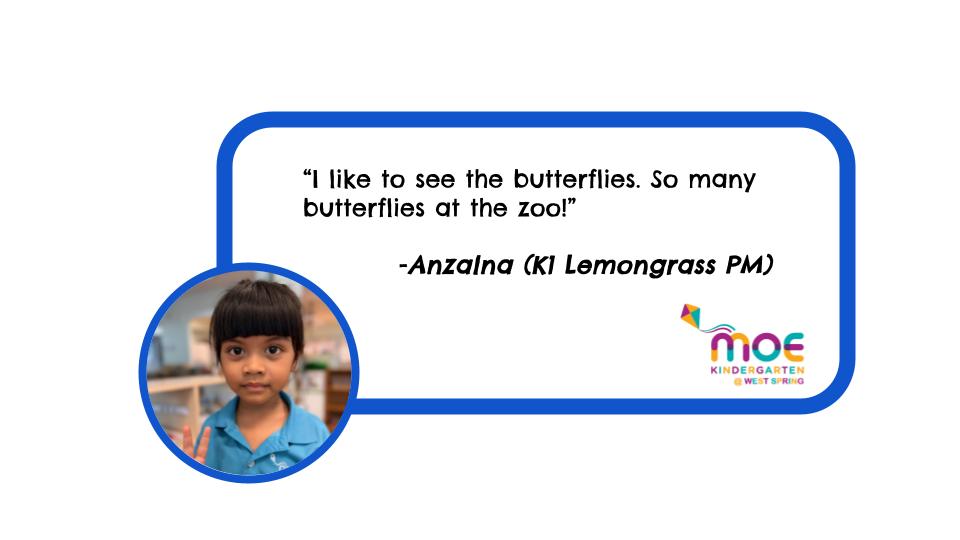 “I like to see the butterflies. So many
butterflies at the zoo!”
-Anzalna (K1 Lemongrass PM)
moe
KINDERGARTEN
@ WEST SPRING